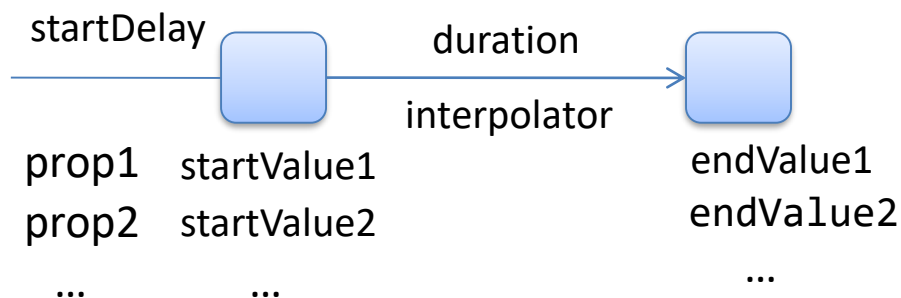 startDelay
duration
interpolator
prop1 startValue1 endValue1
prop2 startValue2 endValue2
... ... ...